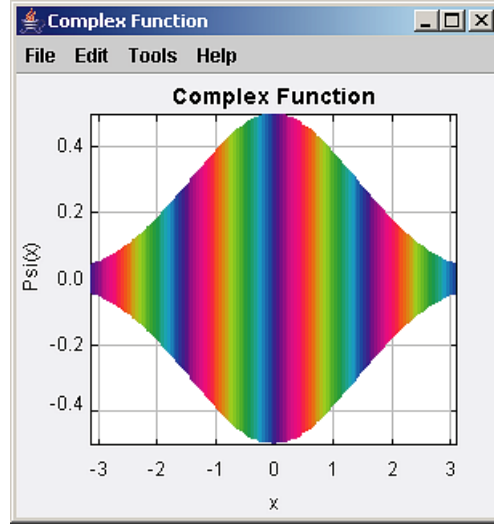 Complex Function
File Edit Tools Help
Complex Function
0.4
0.2
0.0
-0.2
-0.4
Psi(x)
-3 -2 -1 0 1 2 3
x